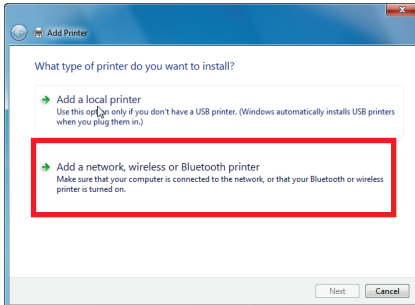 Add Printer
What type of printer do you want to install?
Add a local printer
Use this option only if you don't have a USB printer. (Windows automatically installs USB printers
when you plug them in.)
Add a network, wireless or Bluetooth printer
Make sure that your computer is connected to the network, or that your Bluetooth or wireless
printer is turned on.
Next Cancel